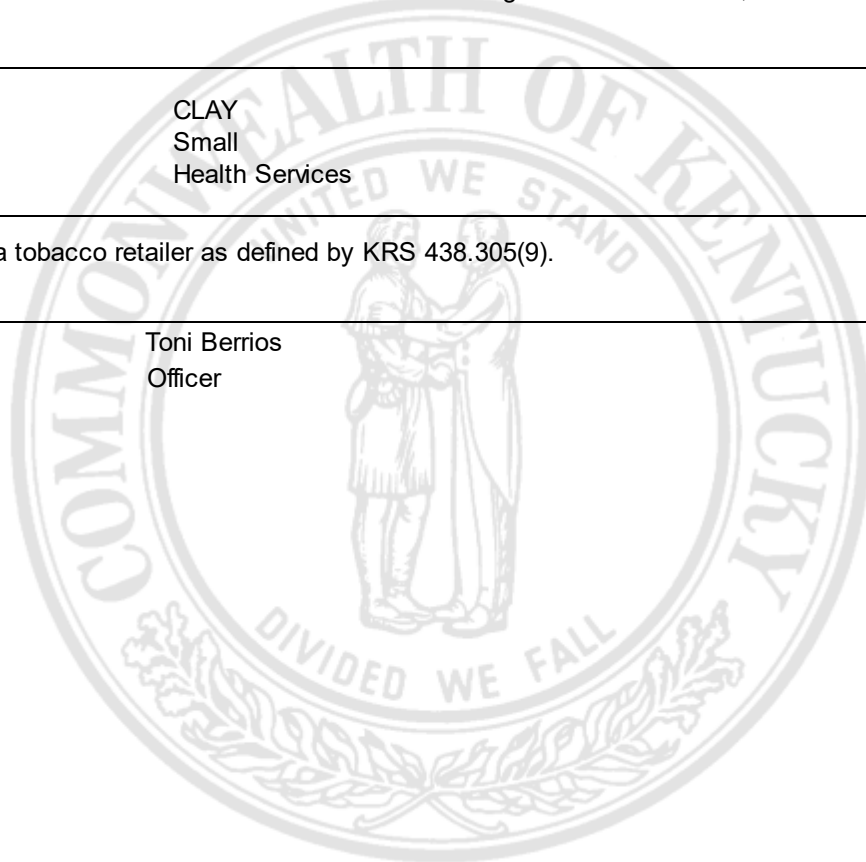 CLAY
Small
Health Services
a tobacco retailer as defined by KRS 438.305(9).
Toni Berrios
Officer
COMMONWEALTH OF KENTUCKY
UNITED WE STAND
DIVIDED WE FALL